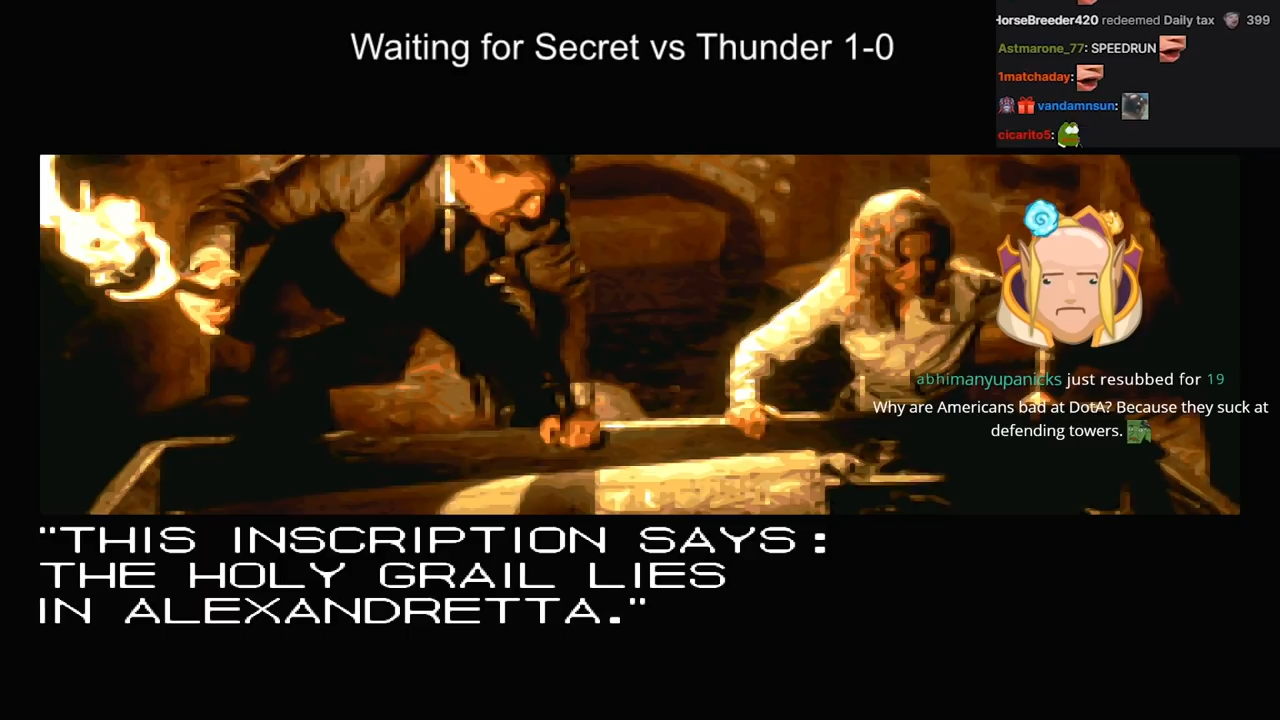 Waiting for Secret vs Thunder 1-0
HorseBreeder420 redeemed Daily tax 399
Astmarone_77: SPEEDRUN
1matchaday:
vandamnsun:
cicarito5:
abhimanyupanicks just resubbed for 19
Why are Americans bad at DotA? Because they suck at
defending towers.
"THIS INSCRIPTION SAYS:
THE HOLY GRAIL LIES
IN ALEXANDRETTA."